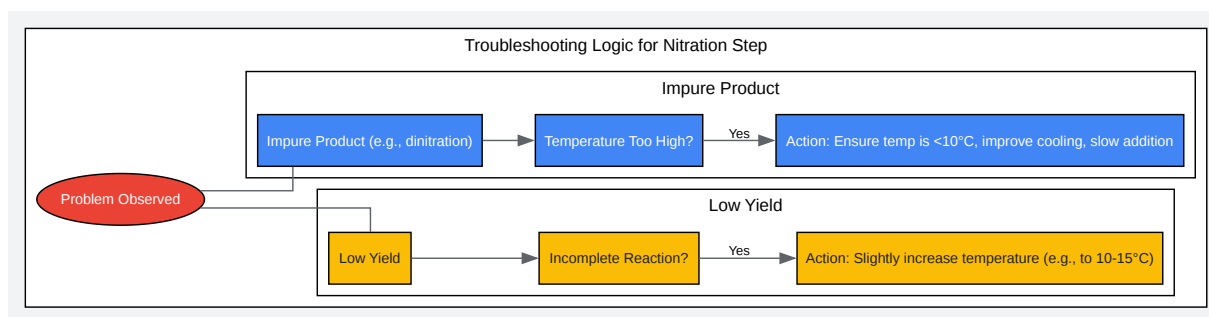 Troubleshooting Logic for Nitration Step
Impure Product
Impure Product (e.g., dinitration)
Temperature Too High?
Yes
Action: Ensure temp is <10°C, improve cooling, slow addition
Problem Observed
Low Yield
Low Yield
Incomplete Reaction?
Yes
Action: Slightly increase temperature (e.g., to 10-15°C)